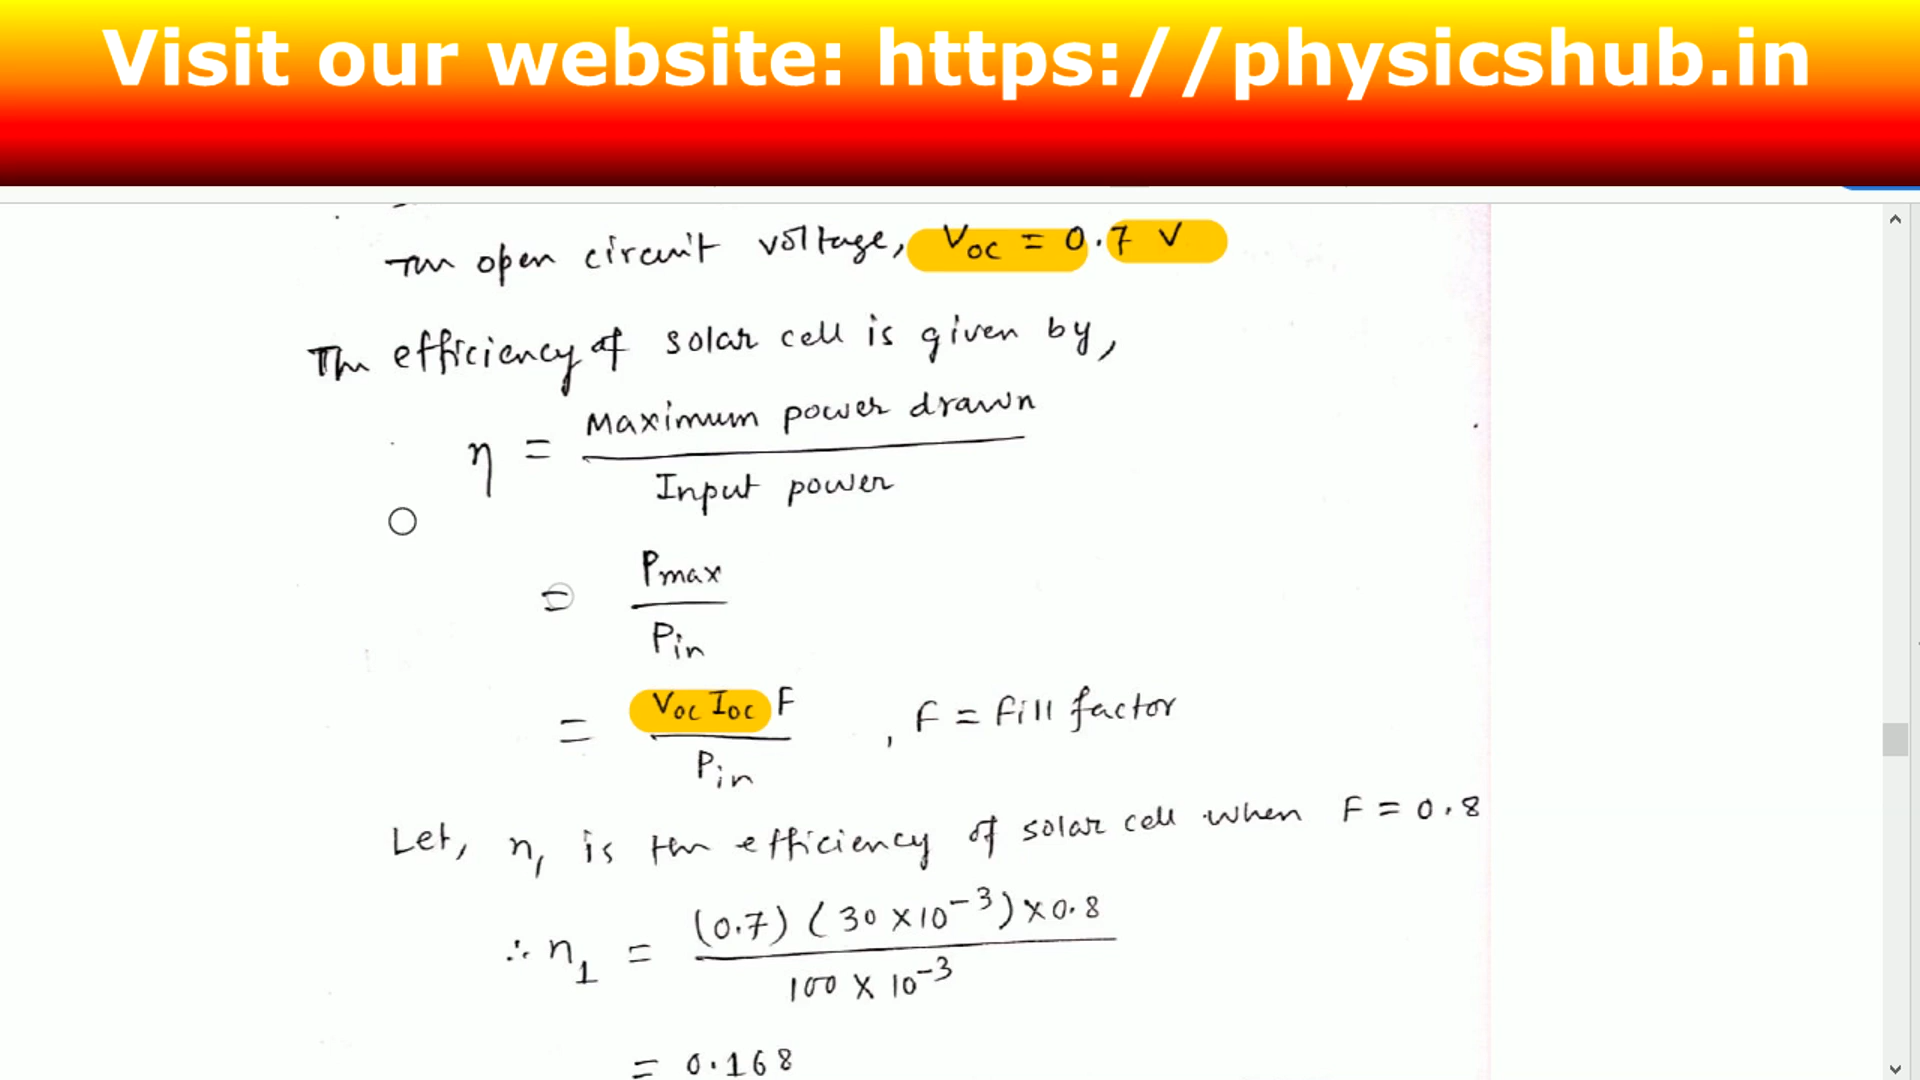 Visit our website: https://physicshub.in
The open circuit voltage, Voc = 0.7 V
The efficiency of solar cell is given by,
η = Maximum power drawn
Input power
= Pmax
Pin
= Voc Ioc F , F = fill factor
Pin
Let, η1 is the efficiency of solar cell when F = 0.8
∴ η1 = (0.7) (30 × 10⁻³) × 0.8
100 × 10⁻³
= 0.168